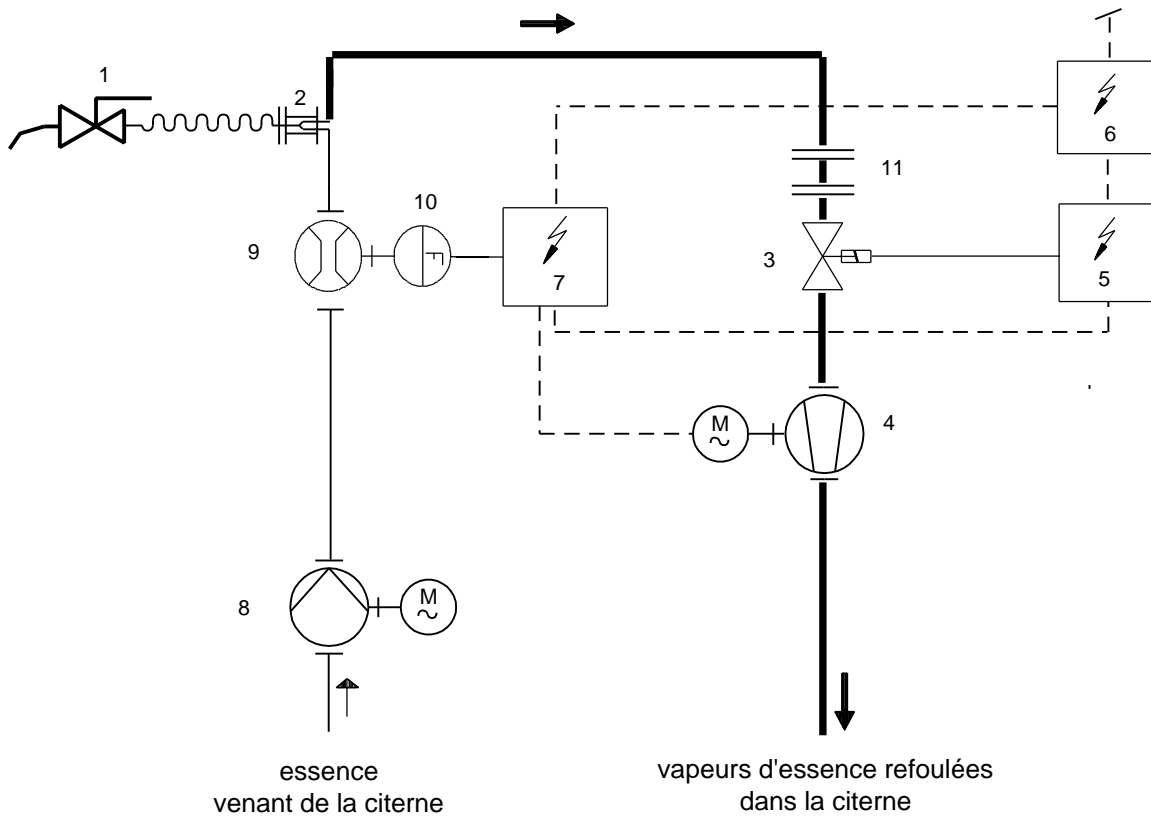 1
2
6
11
10
9
7
3
5
M
4
M
8
essence
venant de la citerne
vapeurs d'essence refoulées
dans la citerne